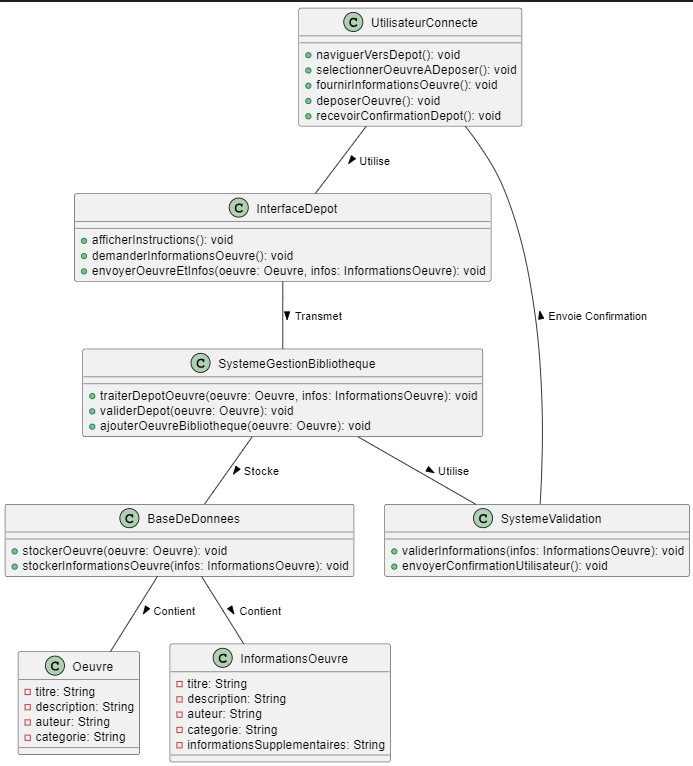 C UtilisateurConnecte
naviguerVersDepot(): void
selectionnerOeuvreADeposer(): void
fournirInformationsOeuvre(): void
deposerOeuvre(): void
recevoirConfirmationDepot(): void
Utilise
C InterfaceDepot
afficherInstructions(): void
demanderInformationsOeuvre(): void
envoyerOeuvreEtInfos(oeuvre: Oeuvre, infos: InformationsOeuvre): void
Transmet
Envoie Confirmation
C SystemeGestionBibliotheque
traiterDepotOeuvre(oeuvre: Oeuvre, infos: InformationsOeuvre): void
validerDepot(oeuvre: Oeuvre): void
ajouterOeuvreBibliotheque(oeuvre: Oeuvre): void
Stocke
Utilise
C BaseDeDonnees
stockerOeuvre(oeuvre: Oeuvre): void
stockerInformationsOeuvre(infos: InformationsOeuvre): void
C SystemeValidation
validerInformations(infos: InformationsOeuvre): void
envoyerConfirmationUtilisateur(): void
Contient
Contient
C Oeuvre
titre: String
description: String
auteur: String
categorie: String
C InformationsOeuvre
titre: String
description: String
auteur: String
categorie: String
informationsSupplementaires: String